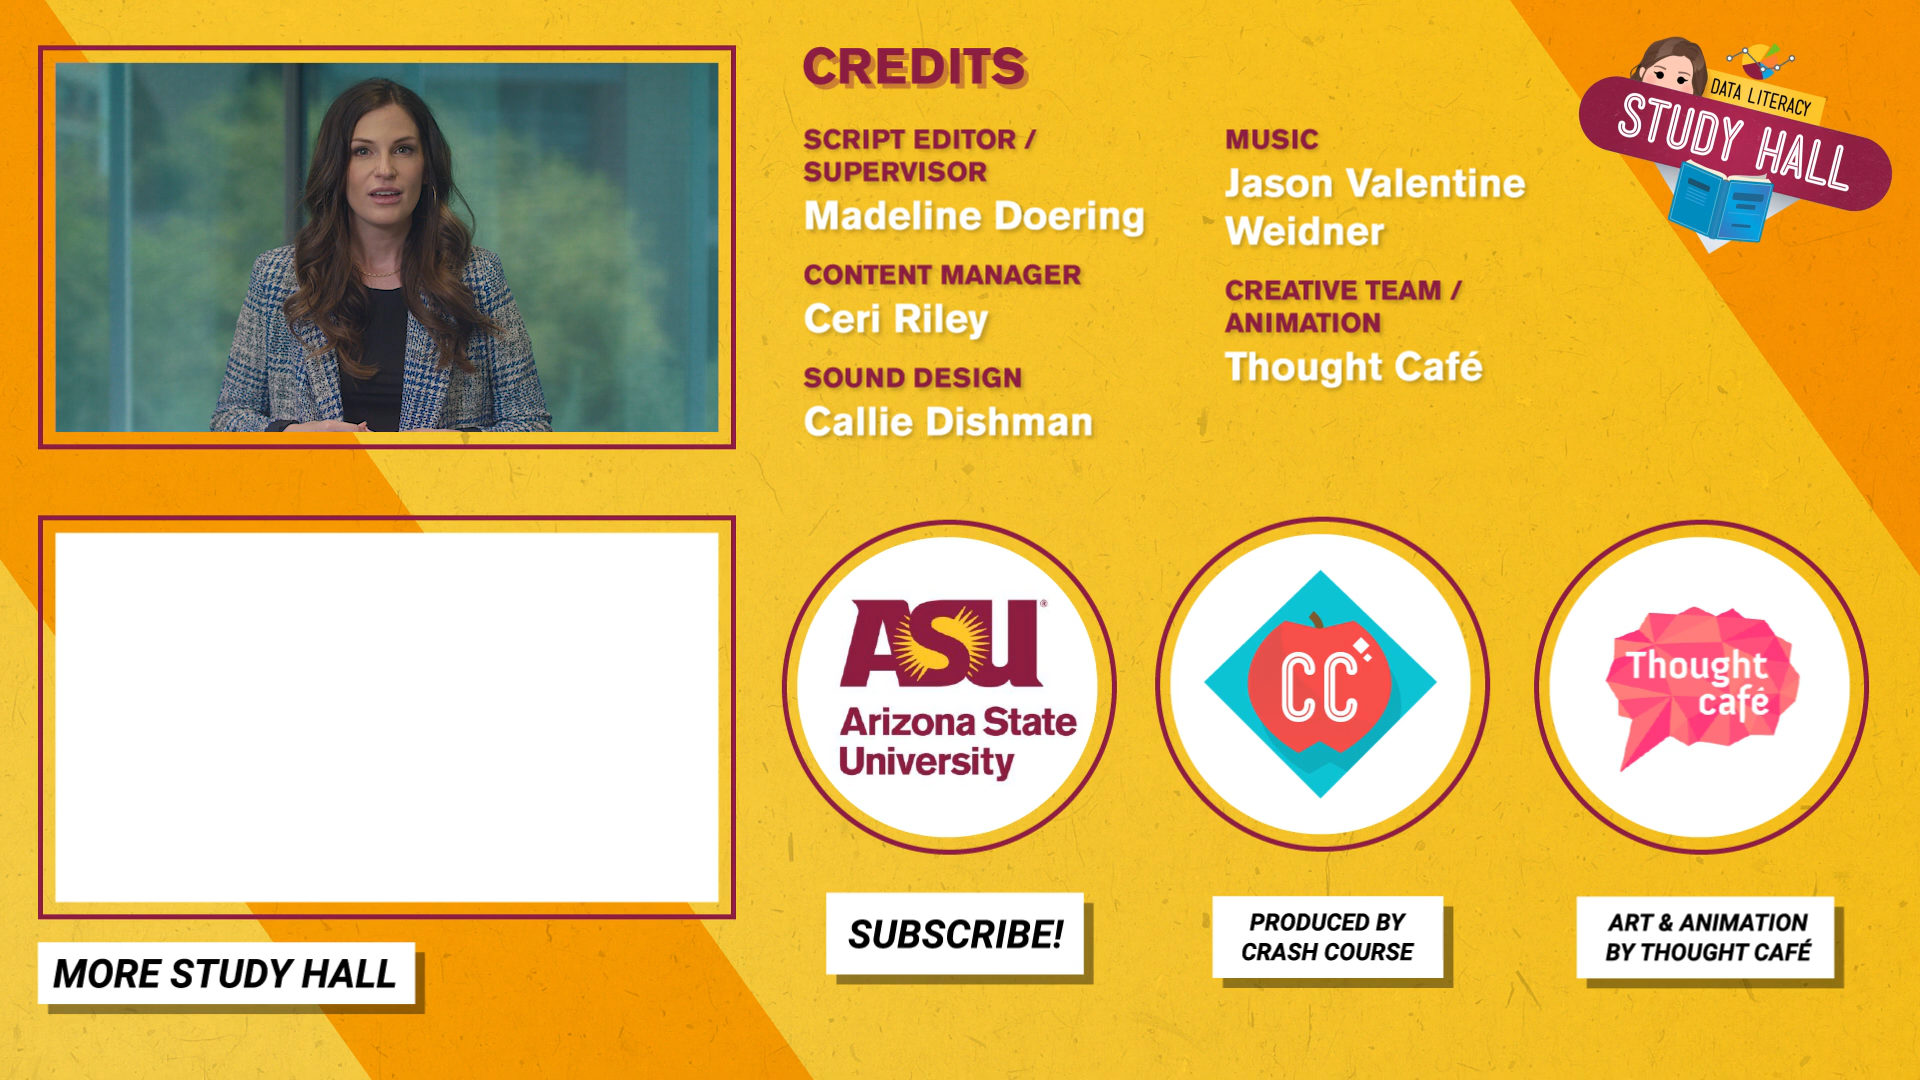 CREDITS
SCRIPT EDITOR /
SUPERVISOR
Madeline Doering
CONTENT MANAGER
Ceri Riley
SOUND DESIGN
Callie Dishman
MUSIC
Jason Valentine
Weidner
CREATIVE TEAM /
ANIMATION
Thought Café
DATA LITERACY
STUDY HALL
ASU®
Arizona State
University
CC
Thought
café
SUBSCRIBE!
PRODUCED BY
CRASH COURSE
ART & ANIMATION
BY THOUGHT CAFÉ
MORE STUDY HALL